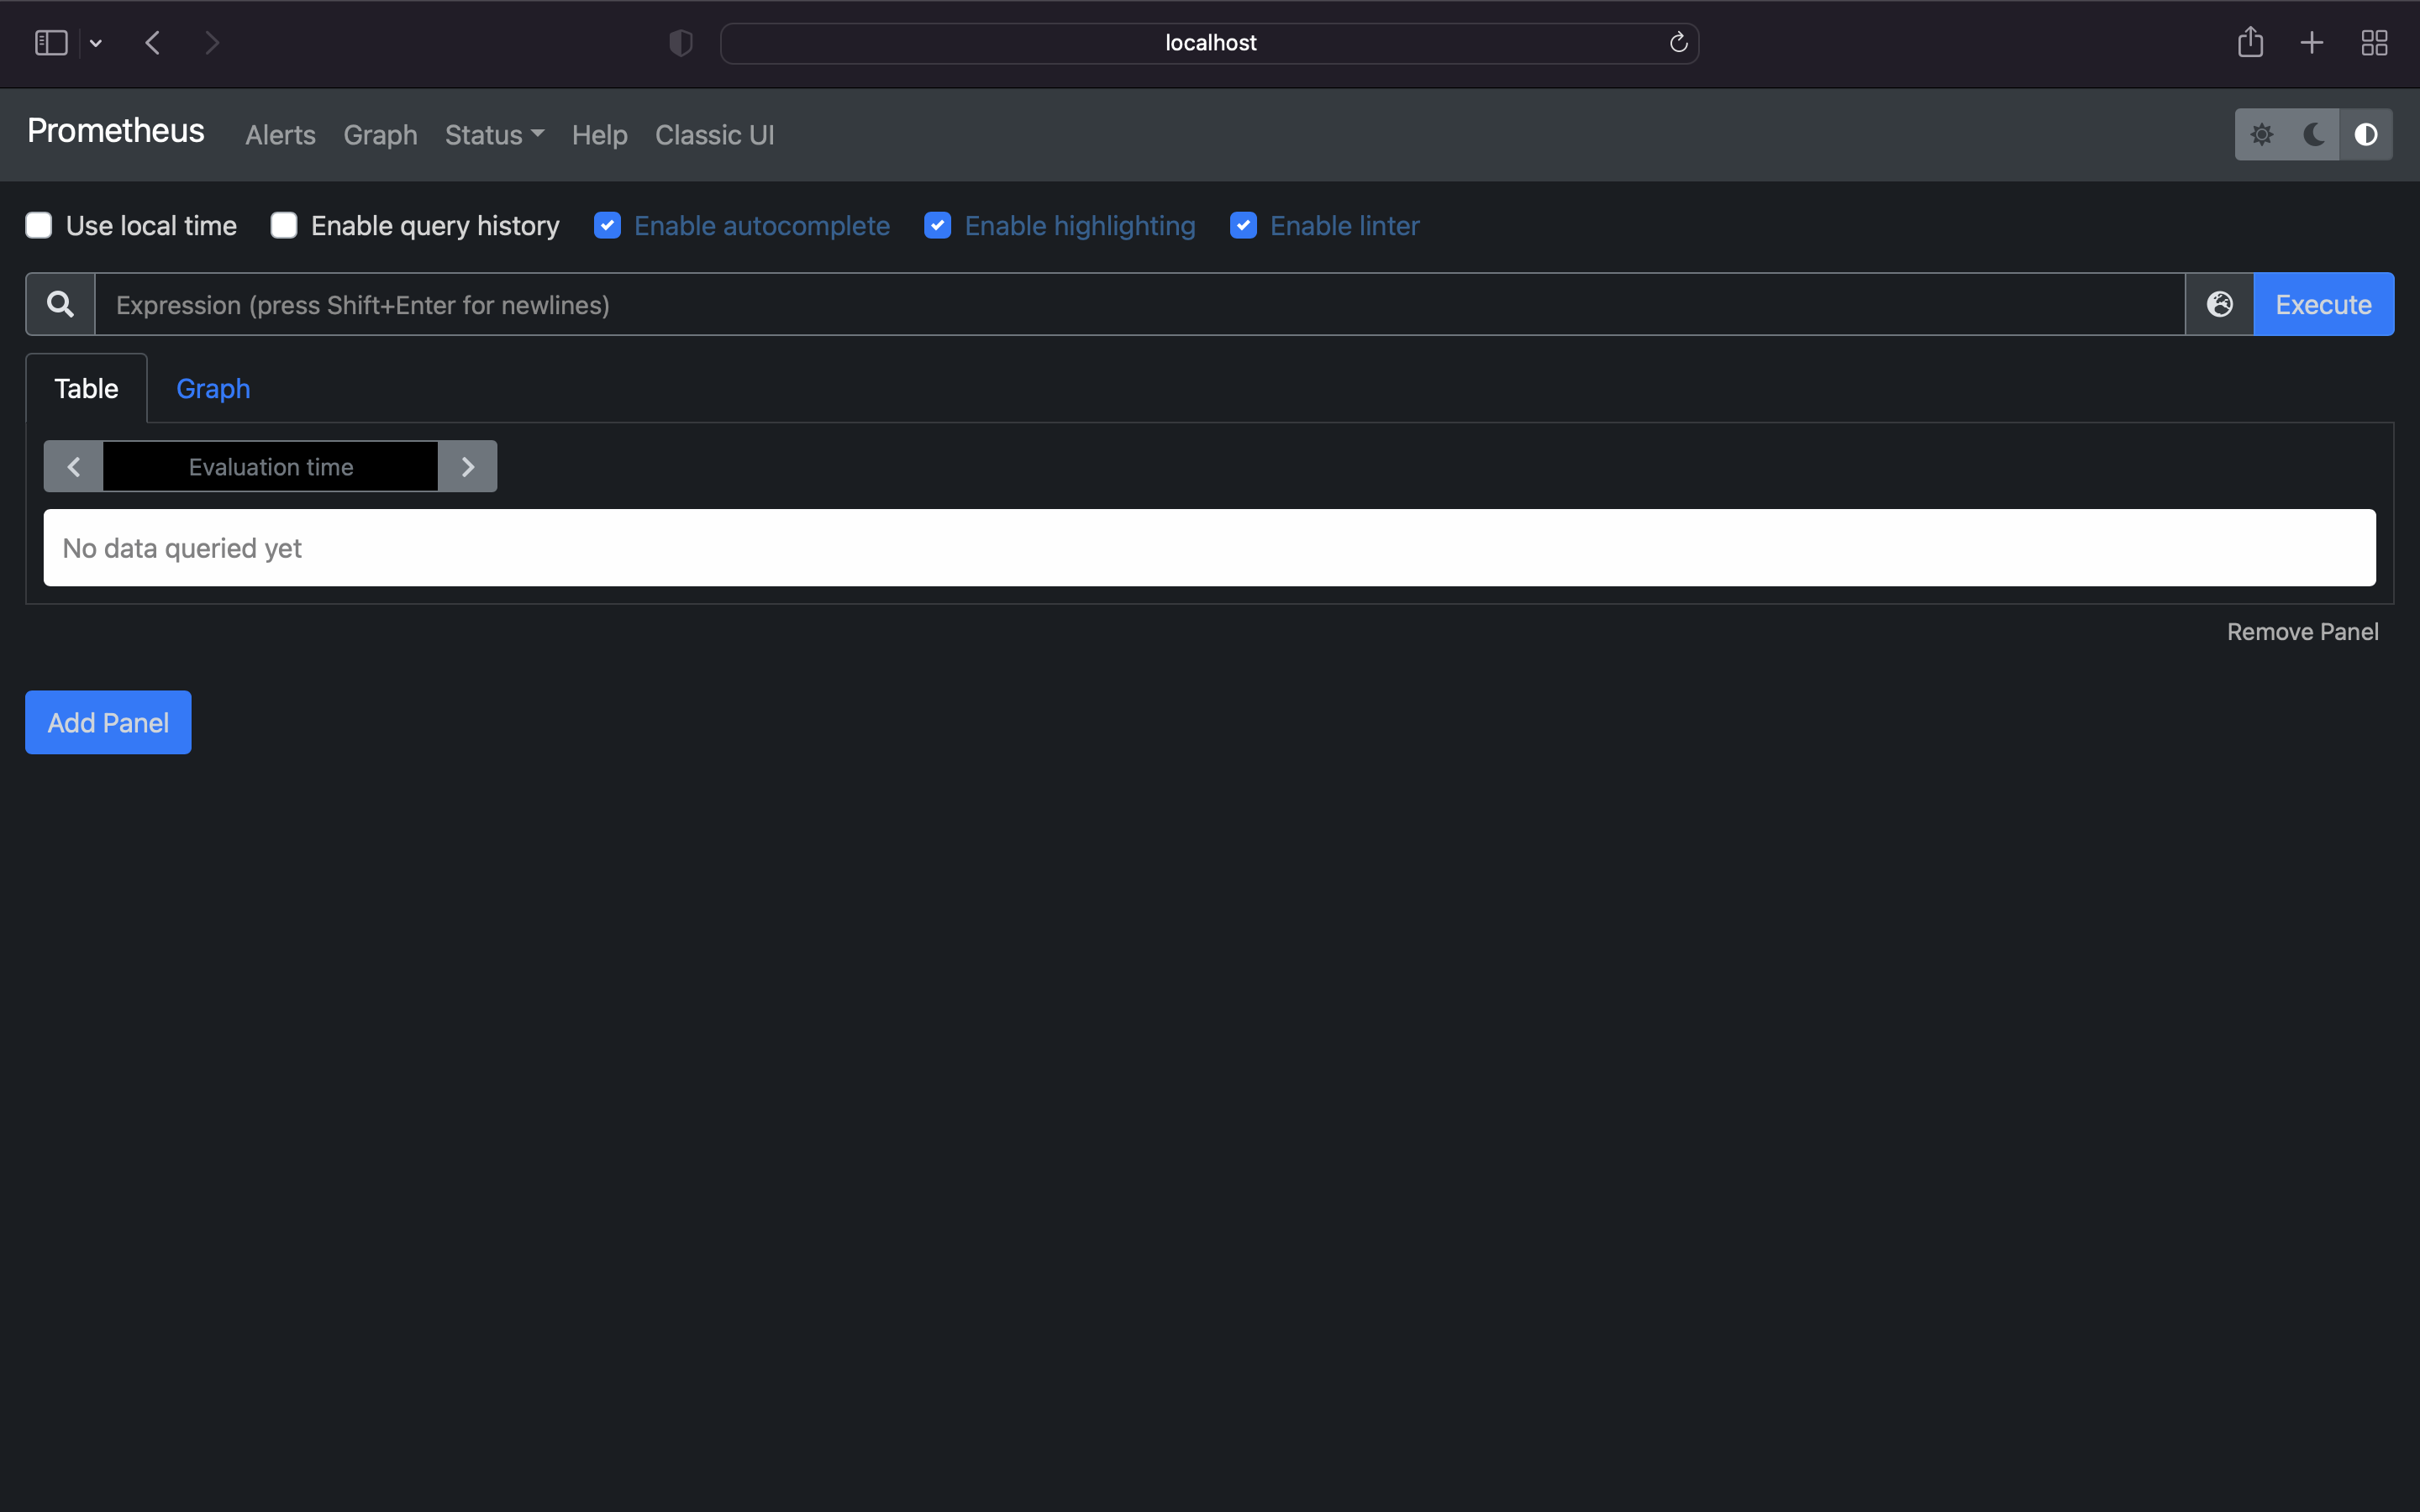 localhost
Prometheus Alerts Graph Status Help Classic UI
Use local time Enable query history Enable autocomplete Enable highlighting Enable linter
Expression (press Shift+Enter for newlines) Execute
Table Graph
Evaluation time
No data queried yet
Remove Panel
Add Panel